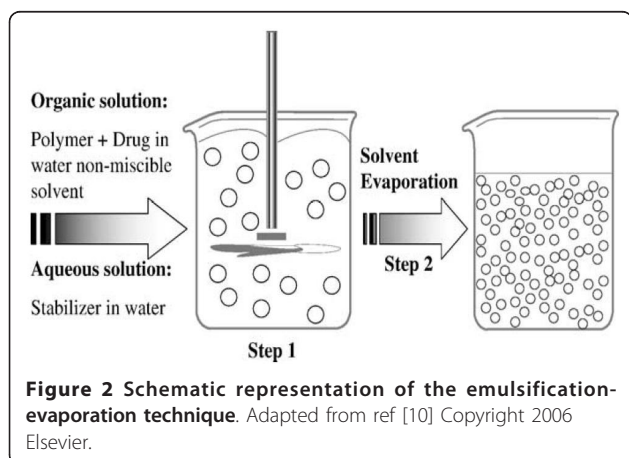 Organic solution:
Polymer + Drug in
water non-miscible
solvent
Aqueous solution:
Stabilizer in water
Step 1
Solvent
Evaporation
Step 2
Figure 2 Schematic representation of the emulsification-
evaporation technique. Adapted from ref [10] Copyright 2006
Elsevier.